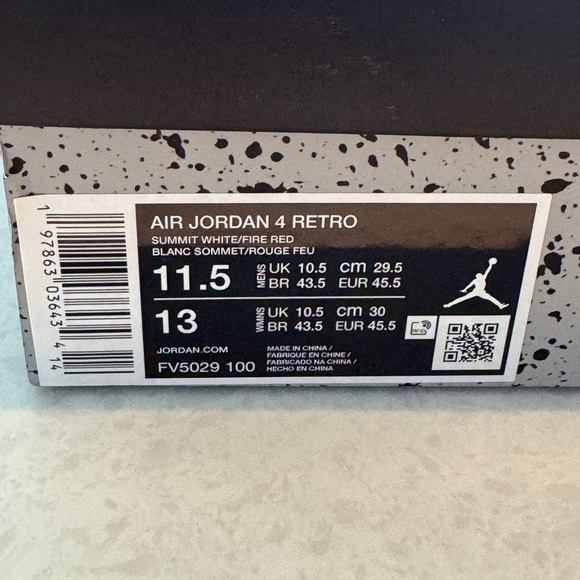 AIR JORDAN 4 RETRO
SUMMIT WHITE/FIRE RED
BLANC SOMMET/ROUGE FEU
11.5 MENS UK 10.5 cm 29.5
BR 43.5 EUR 45.5
13 WMNS UK 10.5 cm 30
BR 43.5 EUR 45.5
JORDAN.COM
FV5029 100
MADE IN CHINA /
FABRIQUE EN CHINE /
FABRICADO NA CHINA /
HECHO EN CHINA
1 97863 03643 4 14